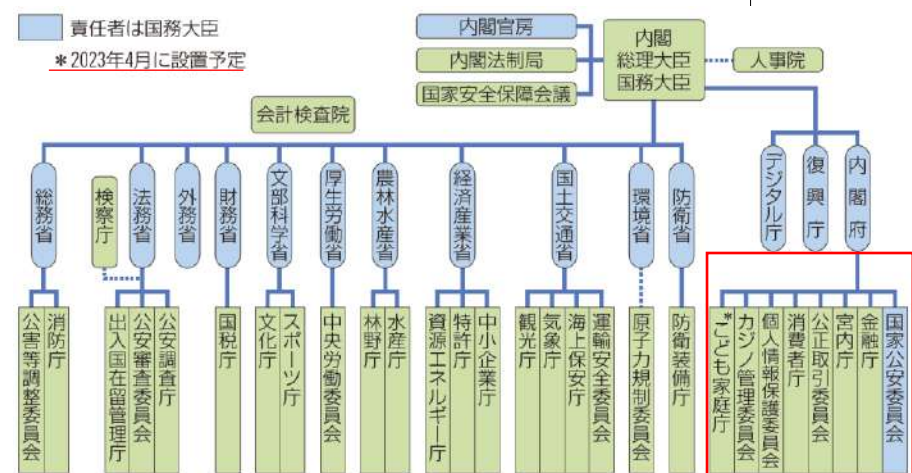 責任者は国務大臣
＊2023年4月に設置予定
内閣官房
内閣法制局
国家安全保障会議
内閣
総理大臣
国務大臣
人事院
会計検査院
総務省
検察庁
法務省
外務省
財務省
文部科学省
厚生労働省
農林水産省
経済産業省
国土交通省
環境省
防衛省
デジタル庁
復興庁
内閣府
公害等調整委員会
消防庁
出入国在留管理庁
公安審査委員会
公安調査庁
国税庁
文化庁
スポーツ庁
中央労働委員会
林野庁
水産庁
資源エネルギー庁
特許庁
中小企業庁
観光庁
気象庁
海上保安庁
運輸安全委員会
原子力規制委員会
防衛装備庁
＊こども家庭庁
カジノ管理委員会
個人情報保護委員会
消費者庁
公正取引委員会
宮内庁
金融庁
国家公安委員会